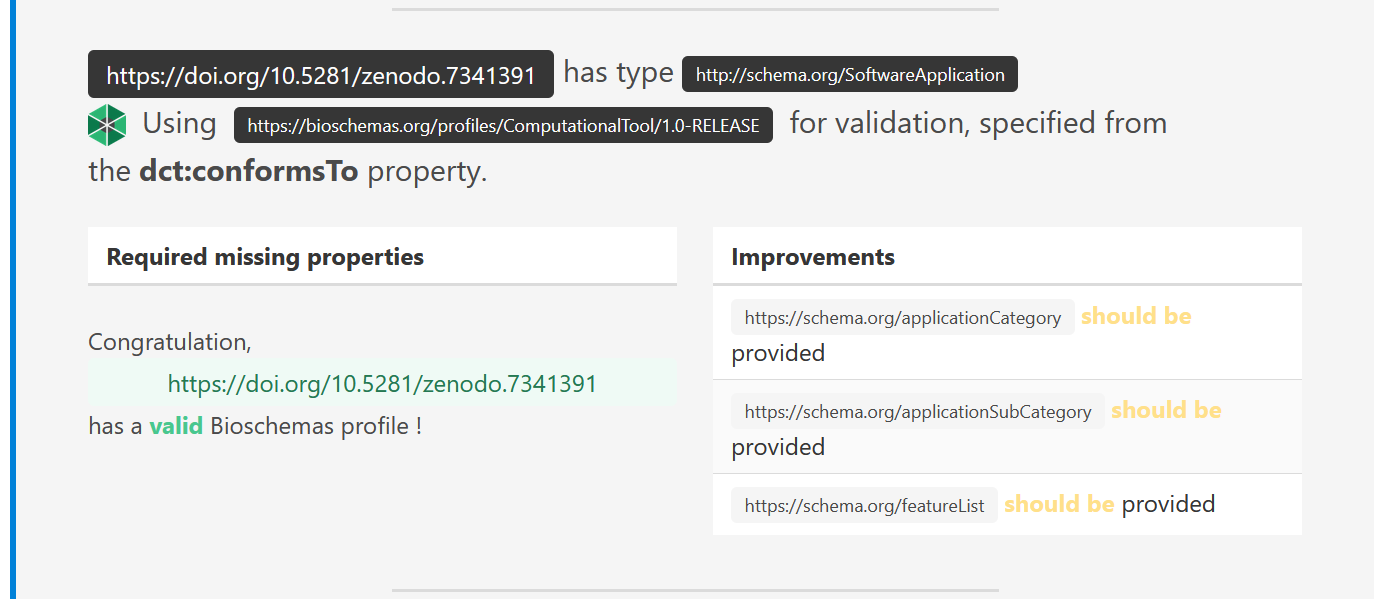 https://doi.org/10.5281/zenodo.7341391 has type http://schema.org/SoftwareApplication
Using https://bioschemas.org/profiles/ComputationalTool/1.0-RELEASE for validation, specified from
the dct:conformsTo property.
Required missing properties
Congratulation,
https://doi.org/10.5281/zenodo.7341391
has a valid Bioschemas profile !
Improvements
https://schema.org/applicationCategory should be
provided
https://schema.org/applicationSubCategory should be
provided
https://schema.org/featureList should be provided